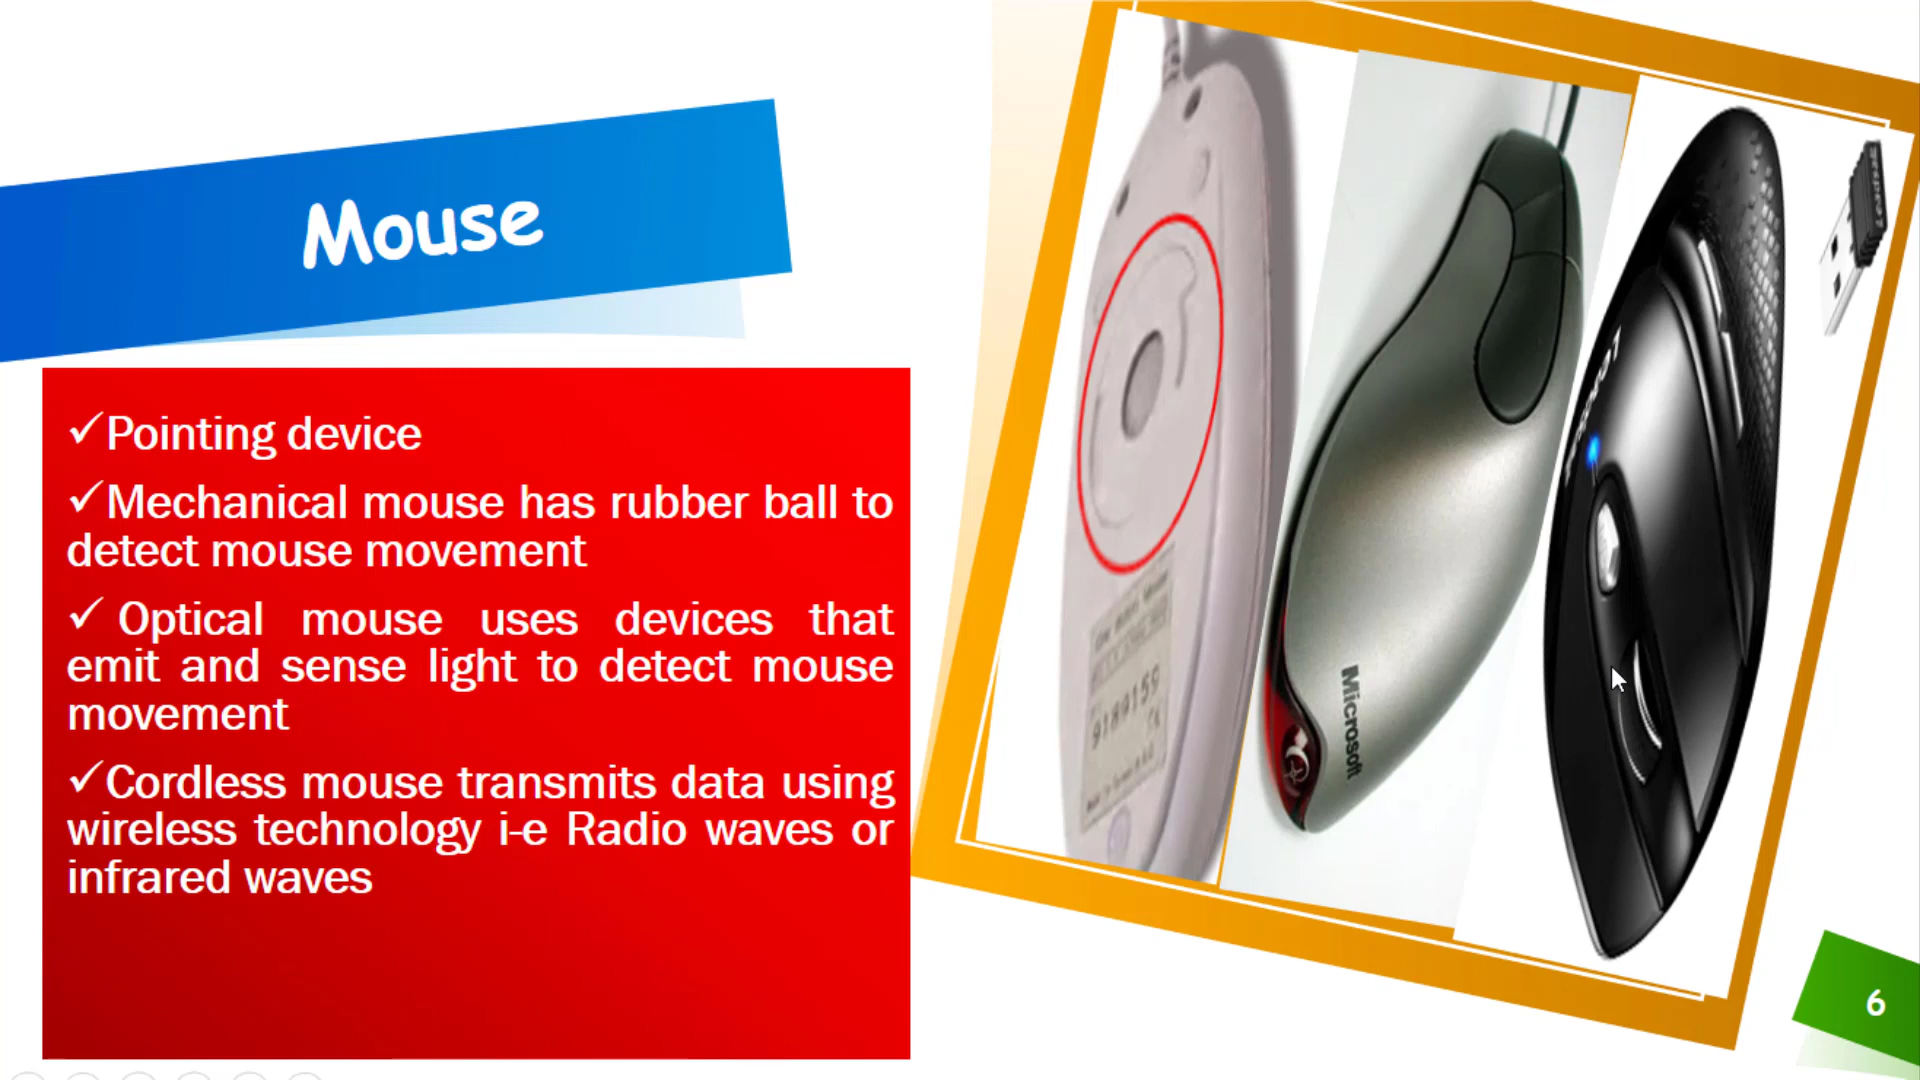 Mouse
✓Pointing device
✓Mechanical mouse has rubber ball to
detect mouse movement
✓ Optical mouse uses devices that
emit and sense light to detect mouse
movement
✓Cordless mouse transmits data using
wireless technology i-e Radio waves or
infrared waves
Microsoft
6